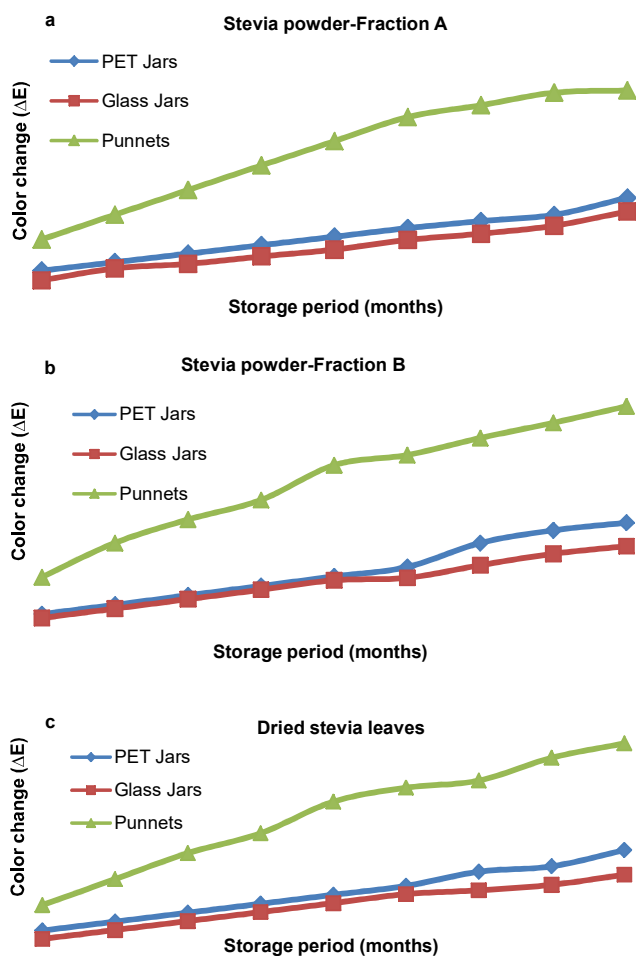 a
Stevia powder-Fraction A
PET Jars
Glass Jars
Punnets
Color change (ΔE)
Storage period (months)
b
Stevia powder-Fraction B
PET Jars
Glass Jars
Punnets
Color change (ΔE)
Storage period (months)
c
Dried stevia leaves
PET Jars
Glass Jars
Punnets
Color change (ΔE)
Storage period (months)